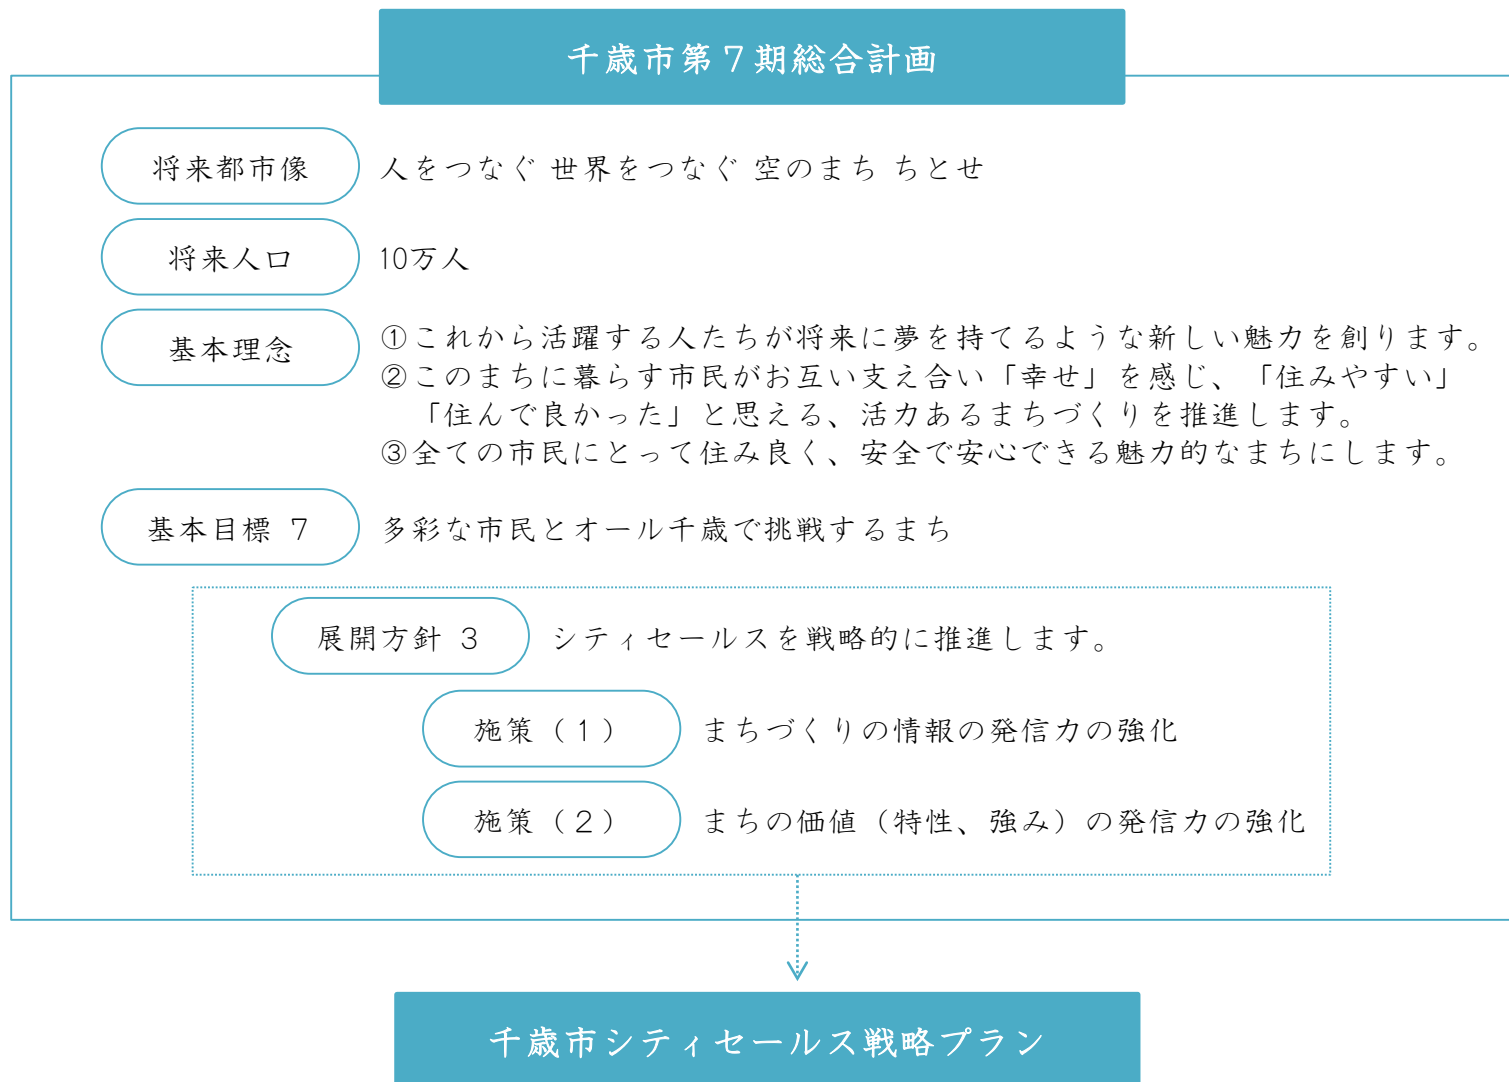 千歳市第７期総合計画
将来都市像 人をつなぐ 世界をつなぐ 空のまち ちとせ
将来人口 10万人
基本理念 ①これから活躍する人たちが将来に夢を持てるような新しい魅力を創ります。
②このまちに暮らす市民がお互い支え合い「幸せ」を感じ、「住みやすい」
「住んで良かった」と思える、活力あるまちづくりを推進します。
③全ての市民にとって住み良く、安全で安心できる魅力的なまちにします。
基本目標 ７ 多彩な市民とオール千歳で挑戦するまち
展開方針 ３ シティセールスを戦略的に推進します。
施策（１） まちづくりの情報の発信力の強化
施策（２） まちの価値（特性、強み）の発信力の強化
千歳市シティセールス戦略プラン